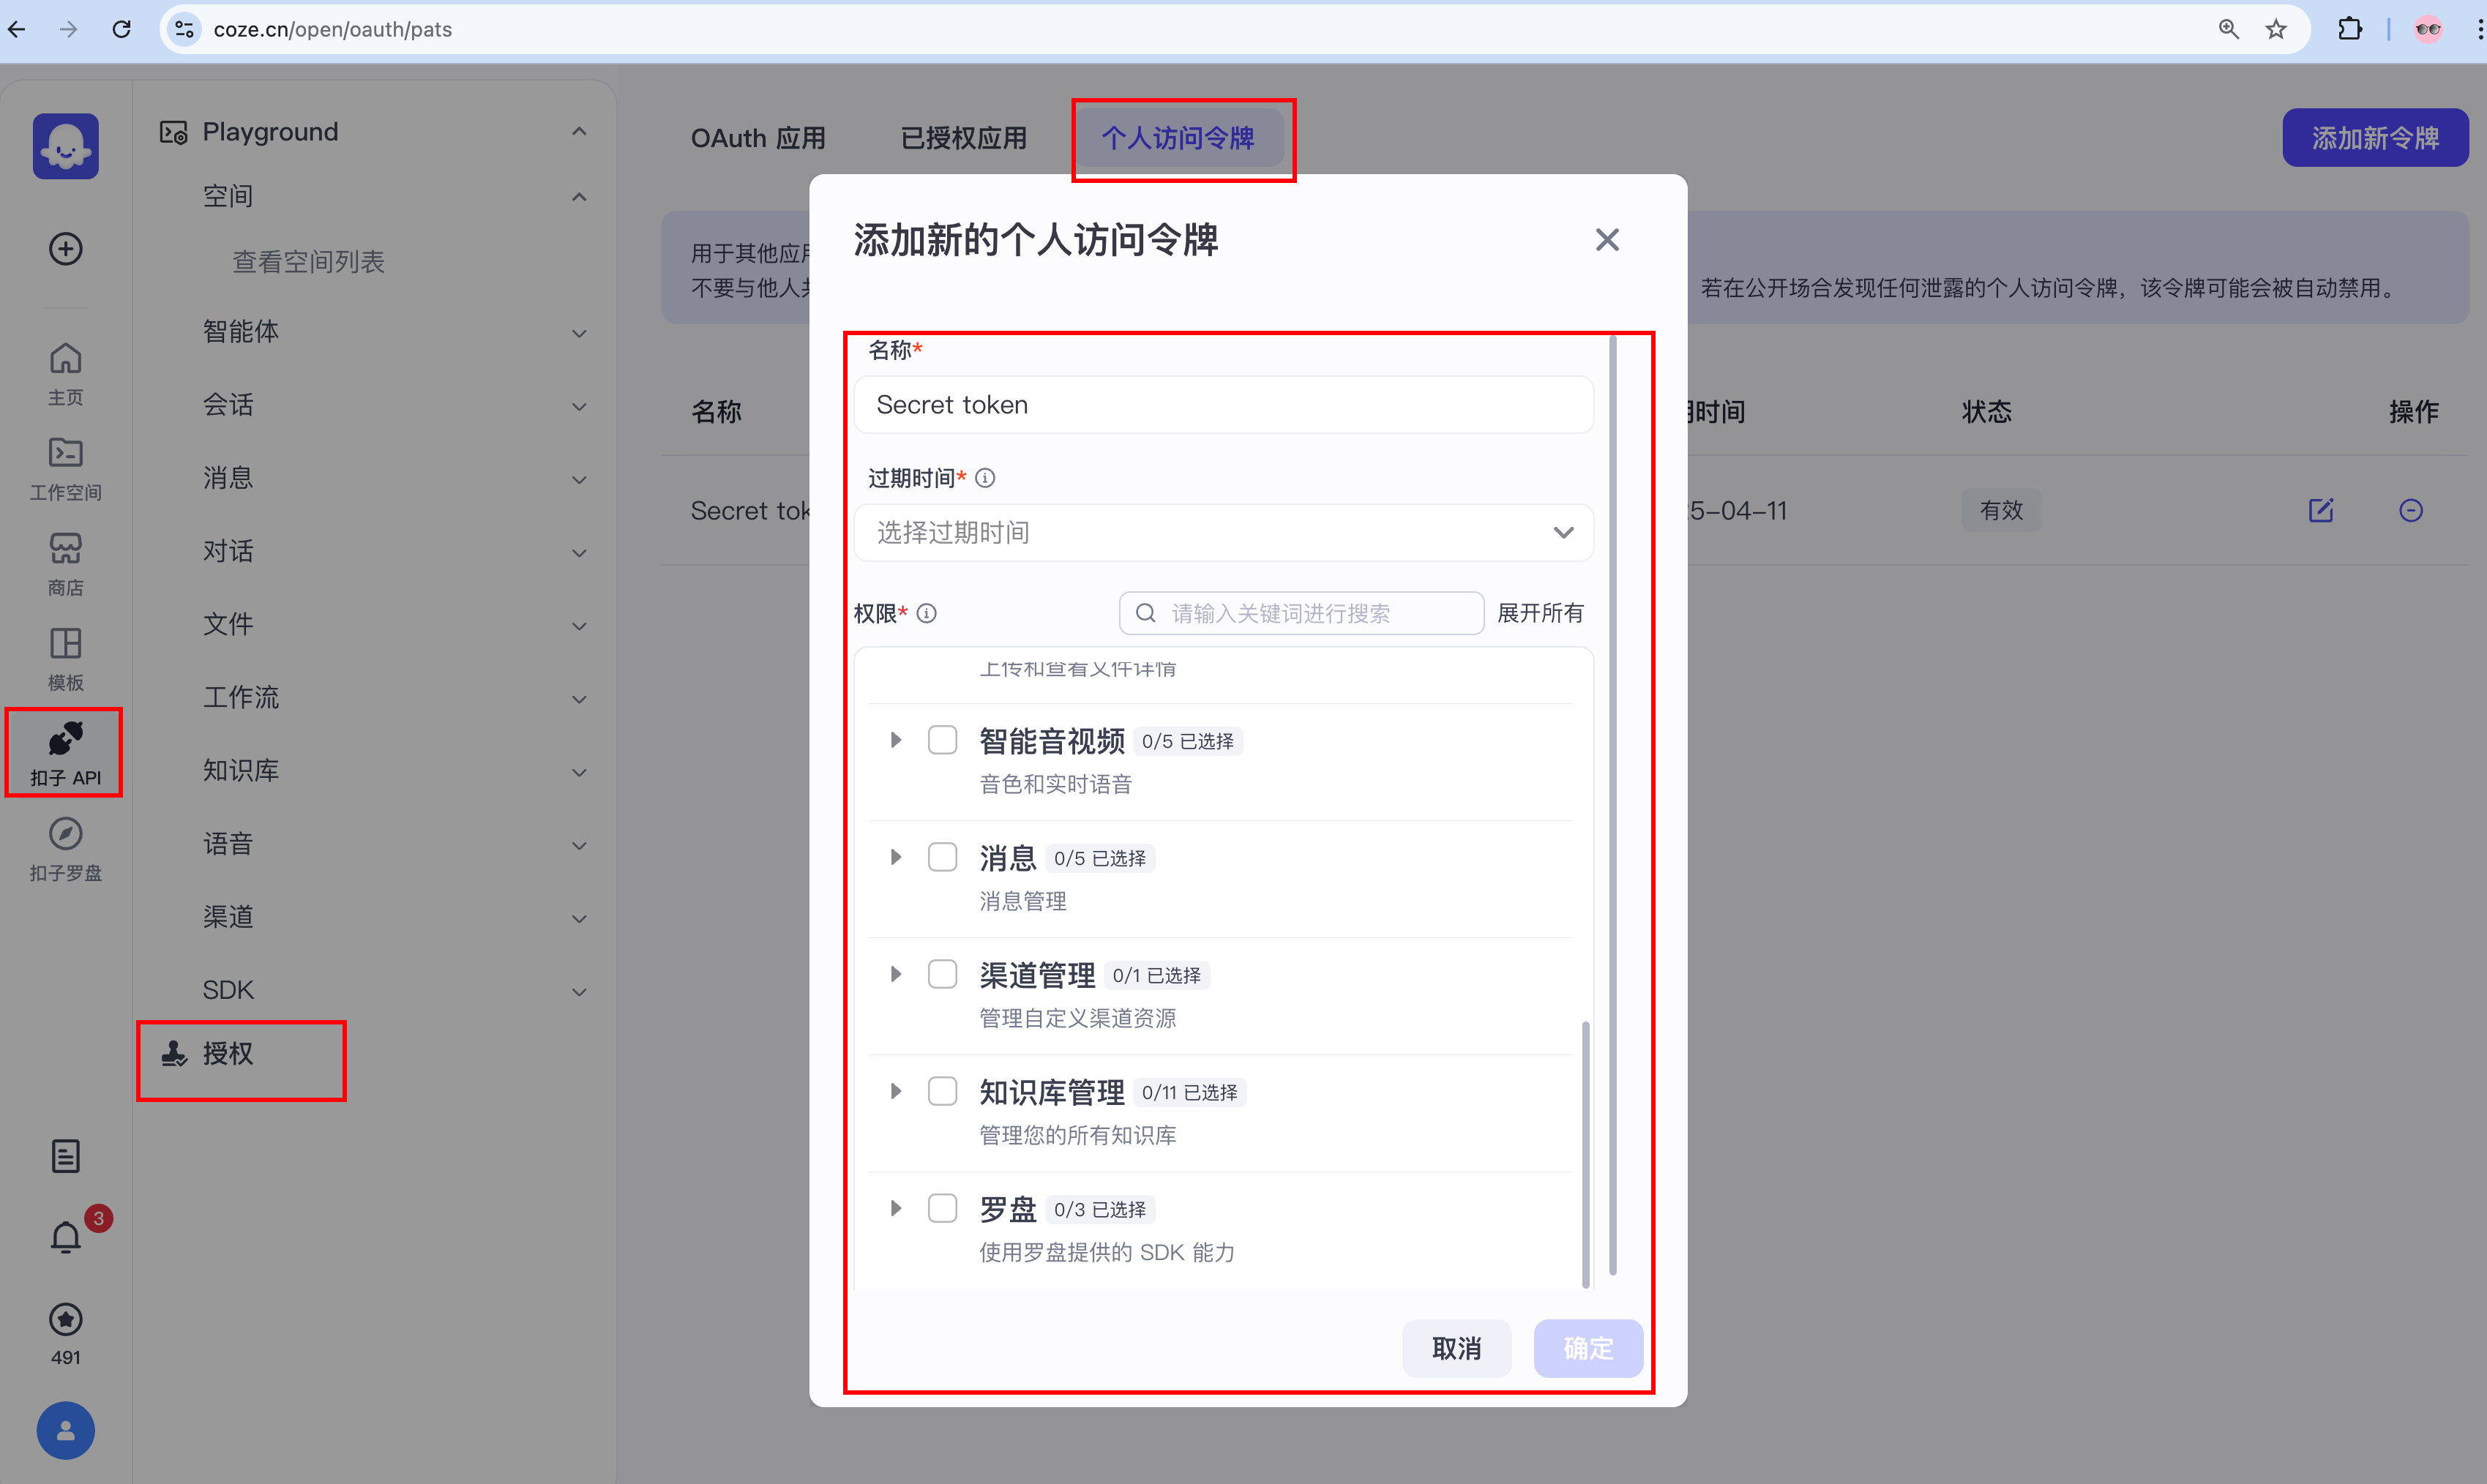 coze.cn/open/oauth/pats
主页
工作空间
商店
模板
扣子 API
扣子罗盘
3
491
Playground
空间
查看空间列表
智能体
会话
消息
对话
文件
工作流
知识库
语音
渠道
SDK
授权
OAuth 应用
已授权应用
个人访问令牌
添加新令牌
用于其他应
不要与他人
若在公开场合发现任何泄露的个人访问令牌，该令牌可能会被自动禁用。
名称
时间
状态
操作
Secret tok
5-04-11
有效
添加新的个人访问令牌
名称*
Secret token
过期时间*
选择过期时间
权限*
请输入关键词进行搜索
展开所有
上传和查看文件详情
智能音视频 0/5 已选择
音色和实时语音
消息 0/5 已选择
消息管理
渠道管理 0/1 已选择
管理自定义渠道资源
知识库管理 0/11 已选择
管理您的所有知识库
罗盘 0/3 已选择
使用罗盘提供的 SDK 能力
取消
确定